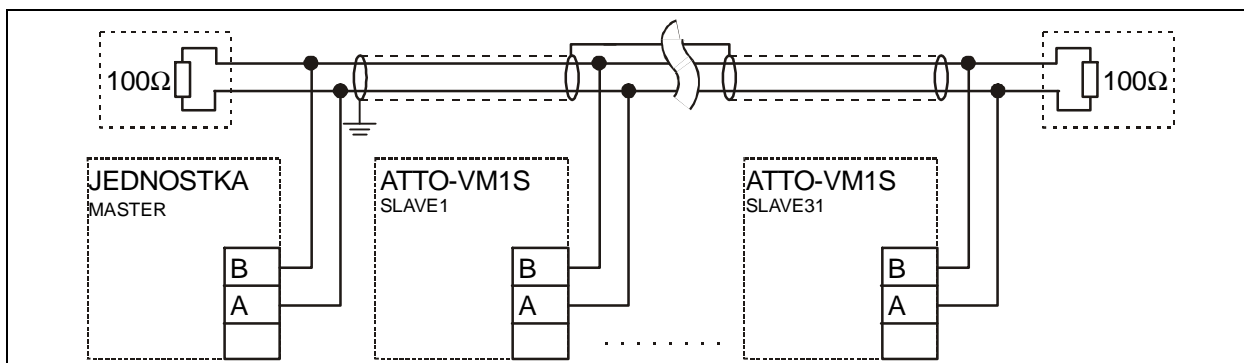 100Ω
100Ω
JEDNOSTKA
MASTER
B
A
ATTO-VM1S
SLAVE1
B
A
ATTO-VM1S
SLAVE31
B
A
. . . . . . . .